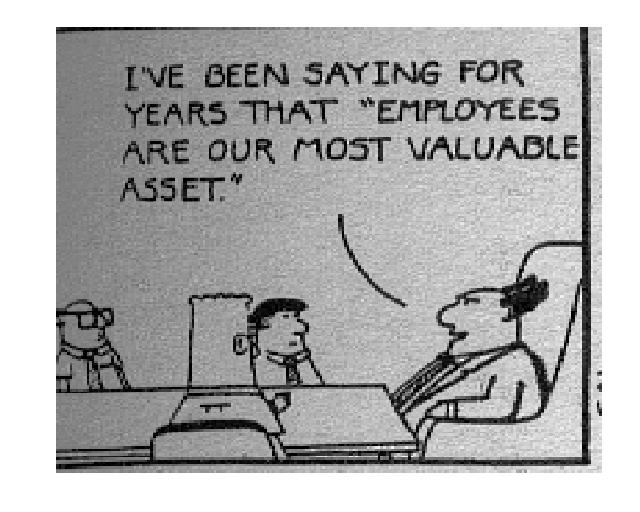 I'VE BEEN SAYING FOR
YEARS THAT "EMPLOYEES
ARE OUR MOST VALUABLE
ASSET."